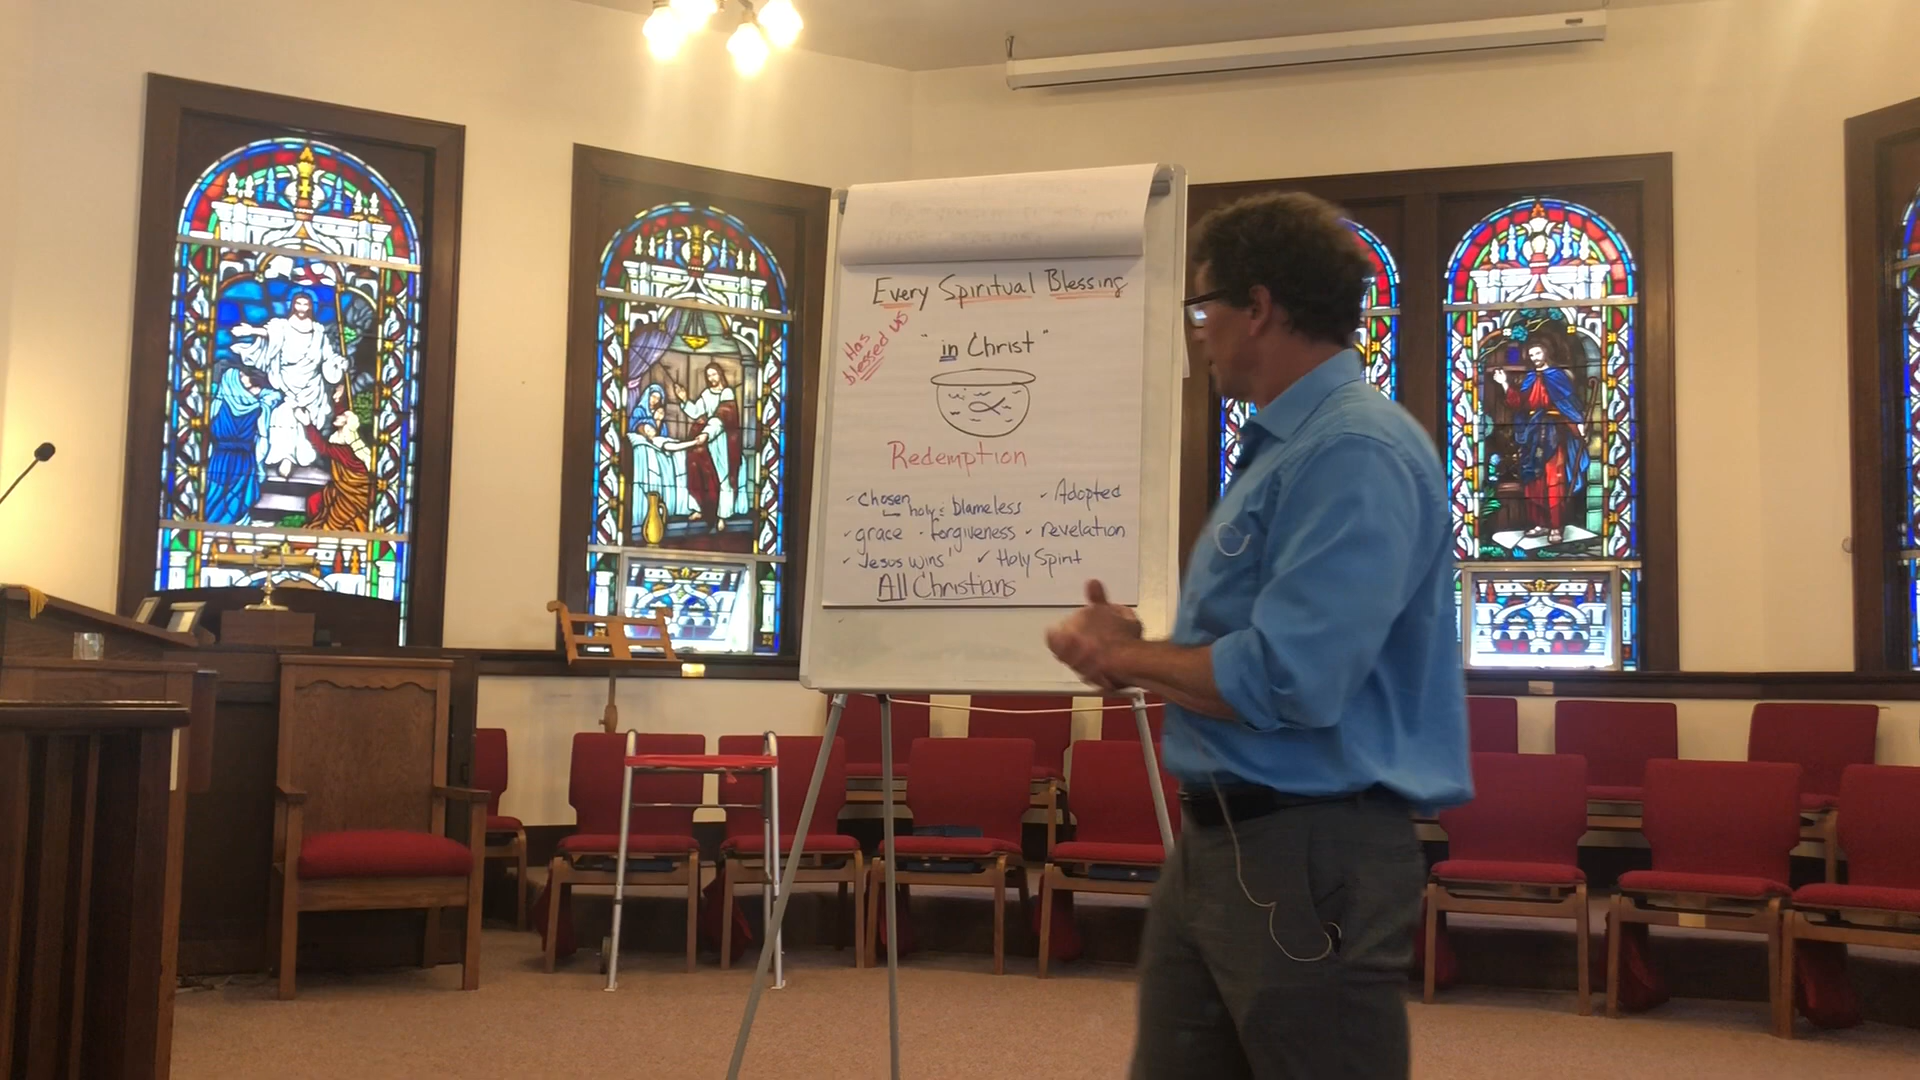 Every Spiritual Blessing
Has blessed us
"in Christ"
Redemption
✓ chosen ✓ Adopted
holy & blameless
✓ grace · forgiveness ✓ revelation
✓ Jesus wins! ✓ Holy Spirit
All Christians